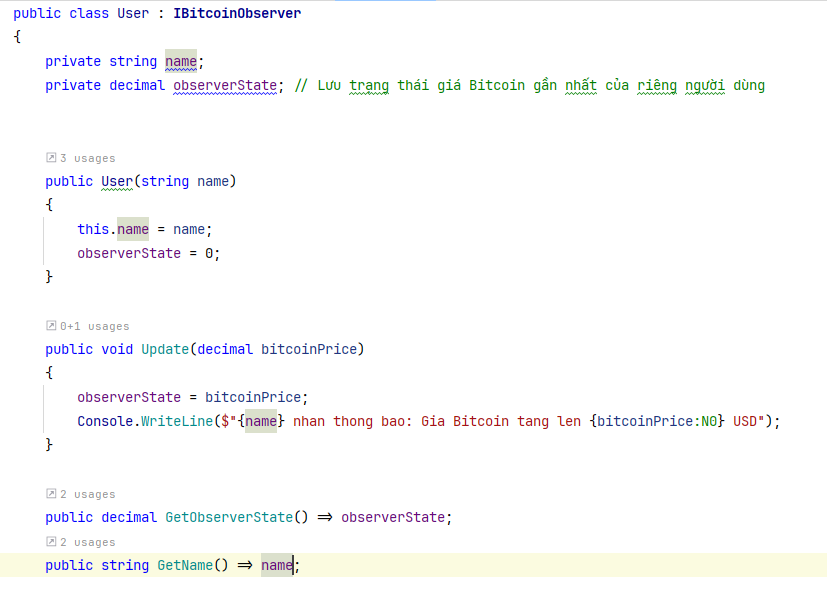 public class User : IBitcoinObserver
{
    private string name;
    private decimal observerState; // Lưu trạng thái giá Bitcoin gần nhất của riêng người dùng
    3 usages
    public User(string name)
    {
        this.name = name;
        observerState = 0;
    }
    0+1 usages
    public void Update(decimal bitcoinPrice)
    {
        observerState = bitcoinPrice;
        Console.WriteLine($"{name} nhan thong bao: Gia Bitcoin tang len {bitcoinPrice:N0} USD");
    }
    2 usages
    public decimal GetObserverState() => observerState;
    2 usages
    public string GetName() => name;